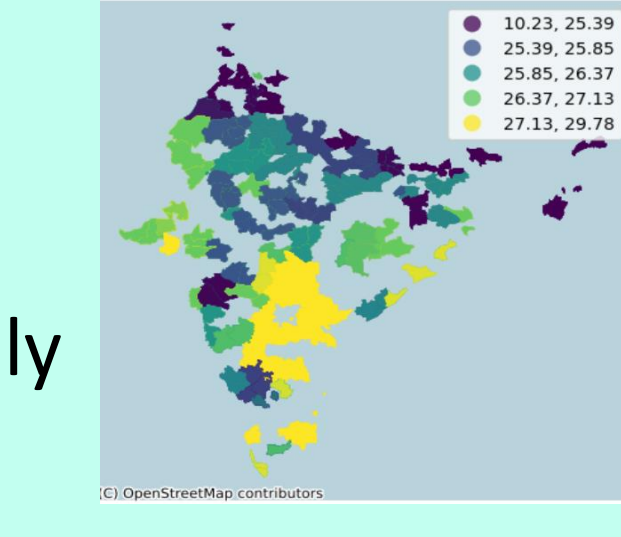 10.23, 25.39
25.39, 25.85
25.85, 26.37
26.37, 27.13
27.13, 29.78
ly
(C) OpenStreetMap contributors